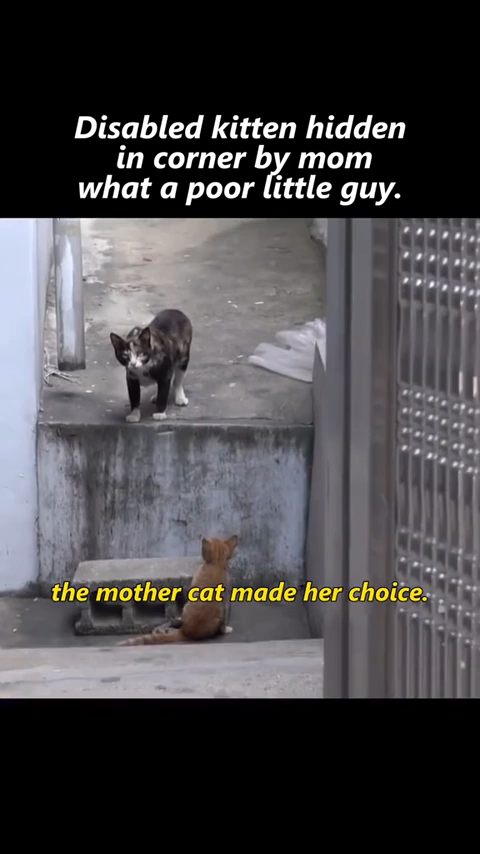 Disabled kitten hidden
in corner by mom
what a poor little guy.
the mother cat made her choice.